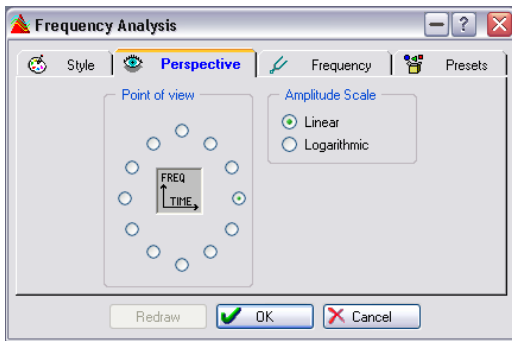 Frequency Analysis
Style Perspective Frequency Presets
Point of view
Amplitude Scale
Linear
Logarithmic
FREQ
TIME
Redraw OK Cancel